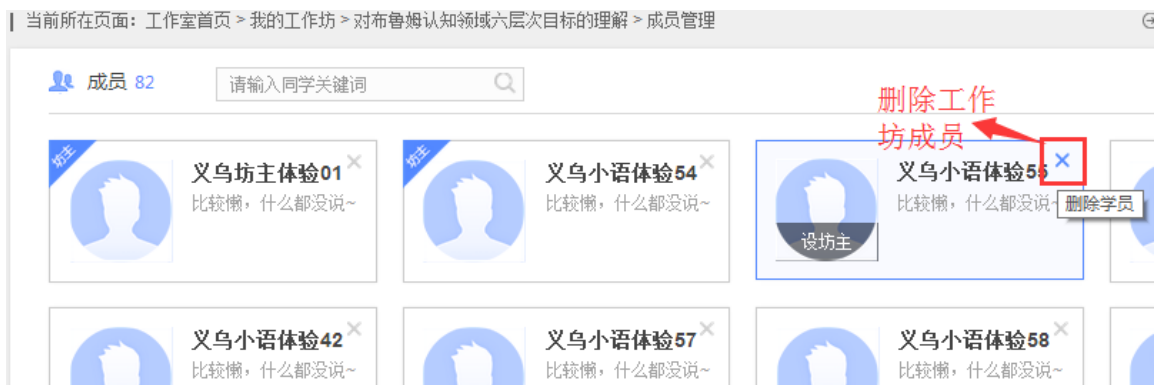 当前所在页面：工作室首页 > 我的工作坊 > 对布鲁姆认知领域六层次目标的理解 > 成员管理
成员 82
请输入同学关键词
删除工作
坊成员
坊主
义乌坊主体验01
比较懒，什么都没说~
坊主
义乌小语体验54
比较懒，什么都没说~
义乌小语体验55
比较懒，什么都没说~
删除学员
设坊主
义乌小语体验42
比较懒，什么都没说~
义乌小语体验57
比较懒，什么都没说~
义乌小语体验58
比较懒，什么都没说~